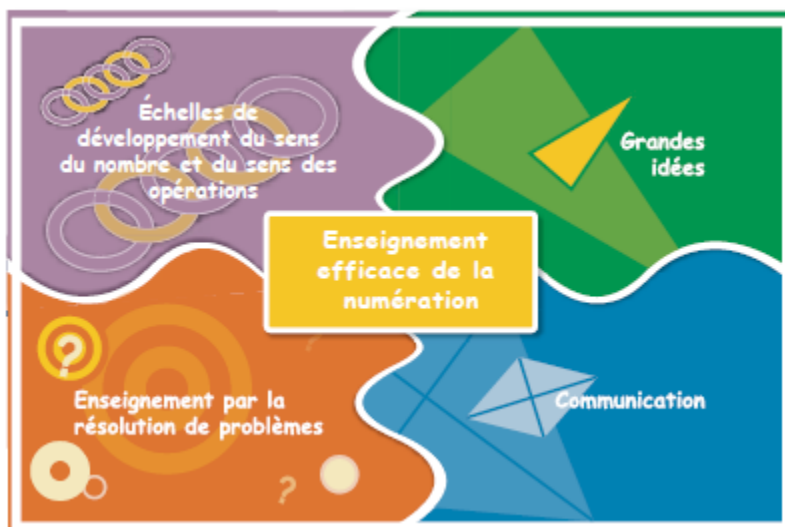 Échelles de
développement du sens
du nombre et du sens des
opérations
Grandes
idées
Enseignement
efficace de la
numération
?
Enseignement par la
résolution de problèmes
?
?
Communication